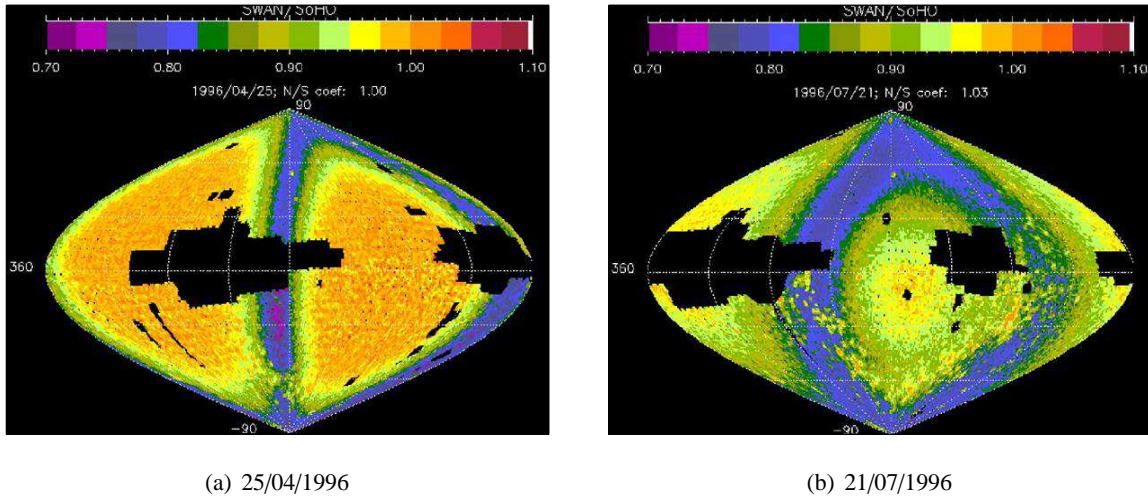 SWAN/SoHO
0.70 0.80 0.90 1.00 1.10
1996/04/25; N/S coef: 1.00
90
360
-90
(a) 25/04/1996
SWAN/SoHO
0.70 0.80 0.90 1.00 1.10
1996/07/21; N/S coef: 1.03
90
360
-90
(b) 21/07/1996